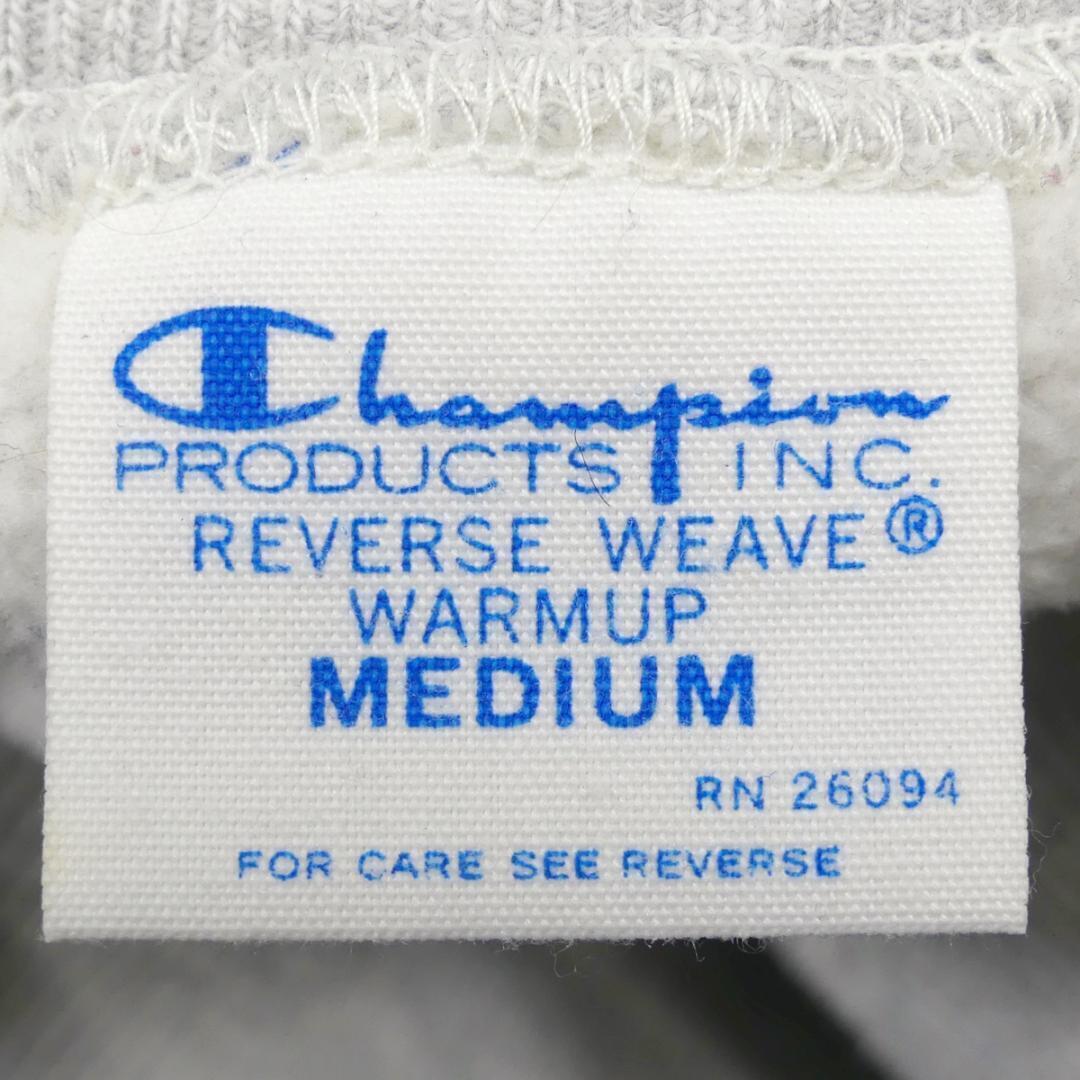 Champion
PRODUCTS INC.
REVERSE WEAVE®
WARMUP
MEDIUM
RN 26094
FOR CARE SEE REVERSE